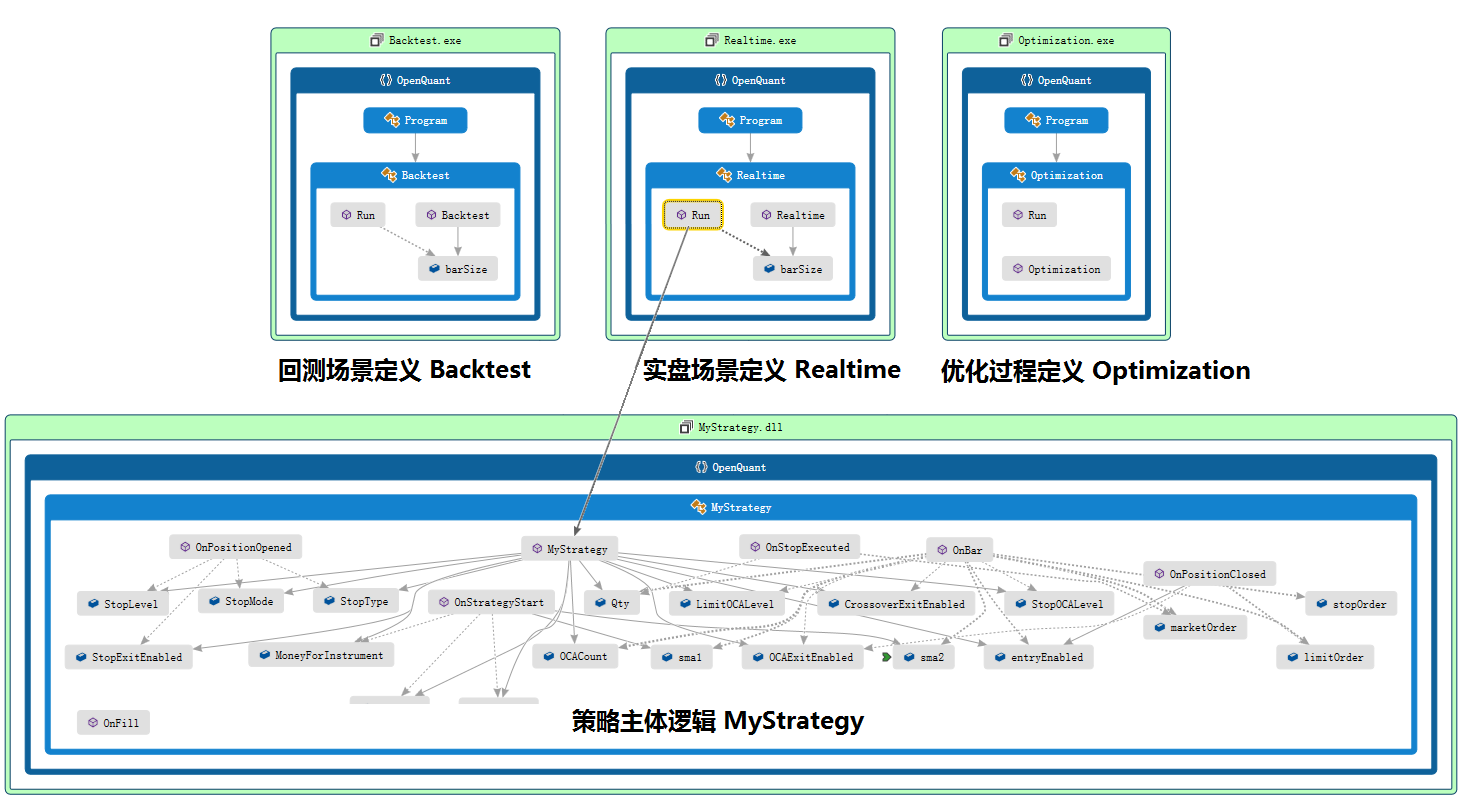 Backtest.exe
Realtime.exe
Optimization.exe
OpenQuant
OpenQuant
OpenQuant
Program
Program
Program
Backtest
Realtime
Optimization
Run
Backtest
Run
Realtime
Run
barSize
barSize
Optimization
回测场景定义 Backtest
实盘场景定义 Realtime
优化过程定义 Optimization
MyStrategy.dll
OpenQuant
MyStrategy
OnPositionOpened
MyStrategy
OnStopExecuted
OnBar
OnPositionClosed
StopLevel
StopMode
StopType
OnStrategyStart
Qty
LimitOCALevel
CrossoverExitEnabled
StopOCALevel
stopOrder
marketOrder
StopExitEnabled
MoneyForInstrument
OCACount
sma1
OCAExitEnabled
sma2
entryEnabled
limitOrder
OnFill
策略主体逻辑 MyStrategy